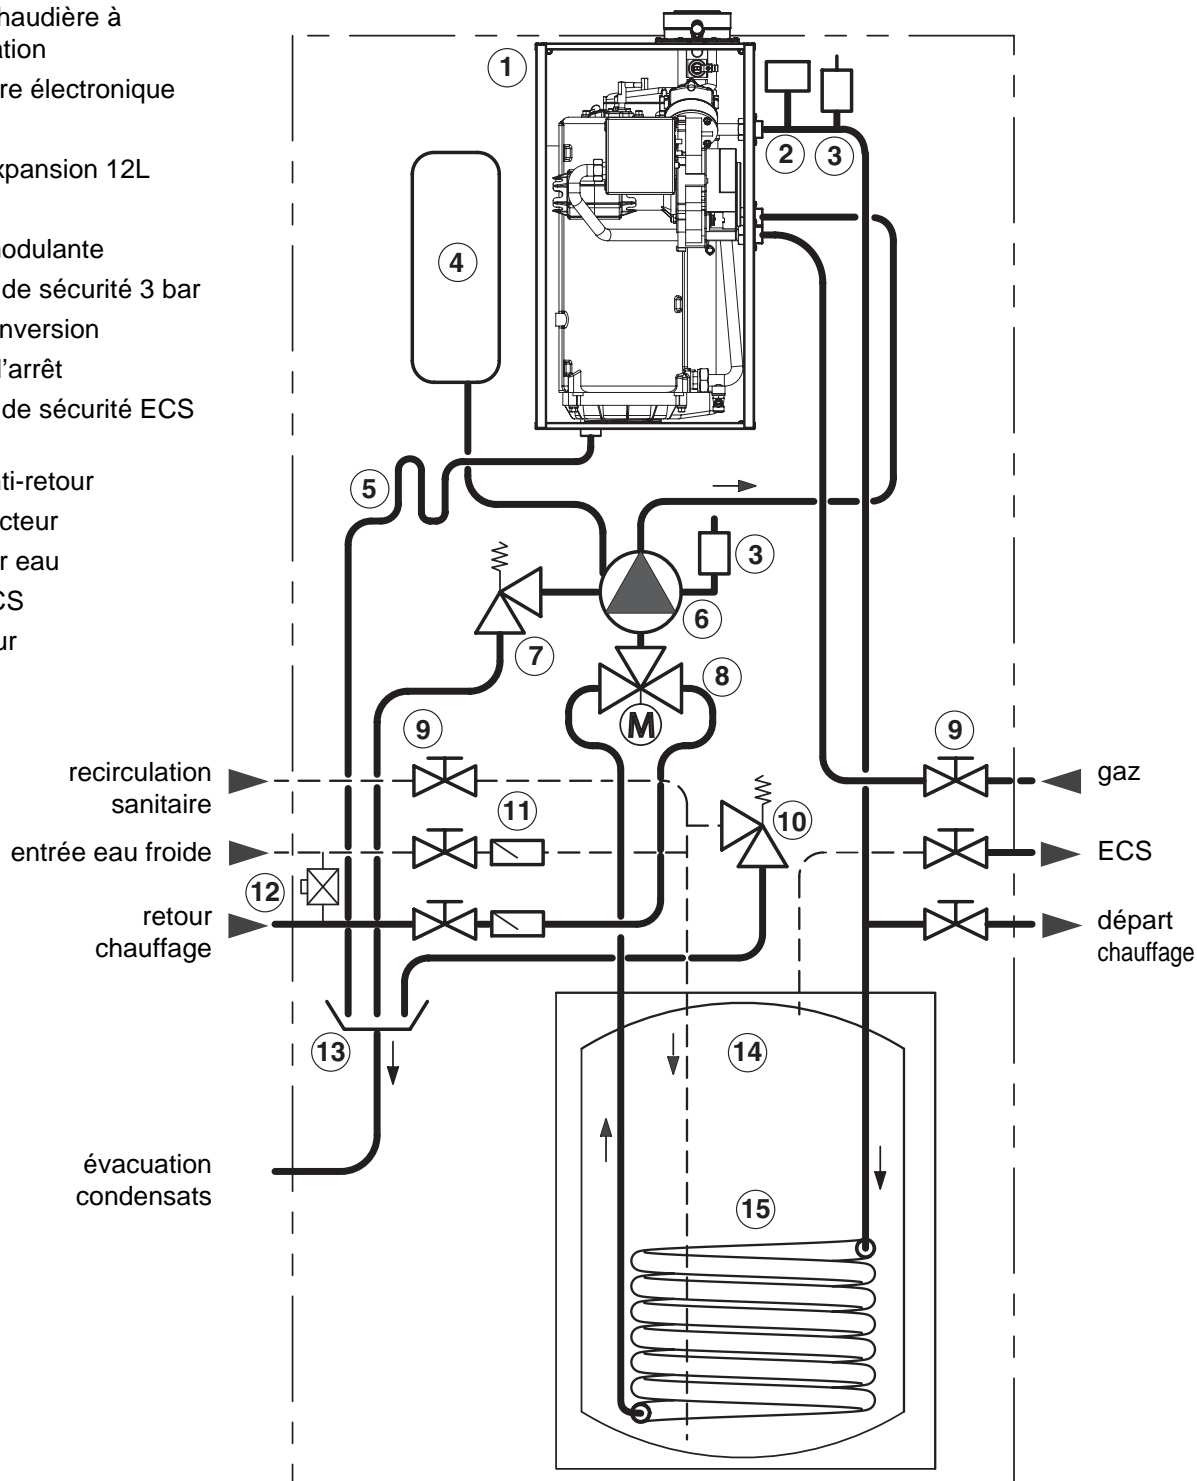 haudière à
ation
re électronique
xpansion 12L
modulante
de sécurité 3 bar
nversion
d'arrêt
de sécurité ECS
nti-retour
cteur
r eau
CS
ur
1
2
3
4
5
3
6
7
8
M
9
9
recirculation
sanitaire
gaz
11
10
entrée eau froide
ECS
12
retour
chauffage
départ
chauffage
13
14
évacuation
condensats
15